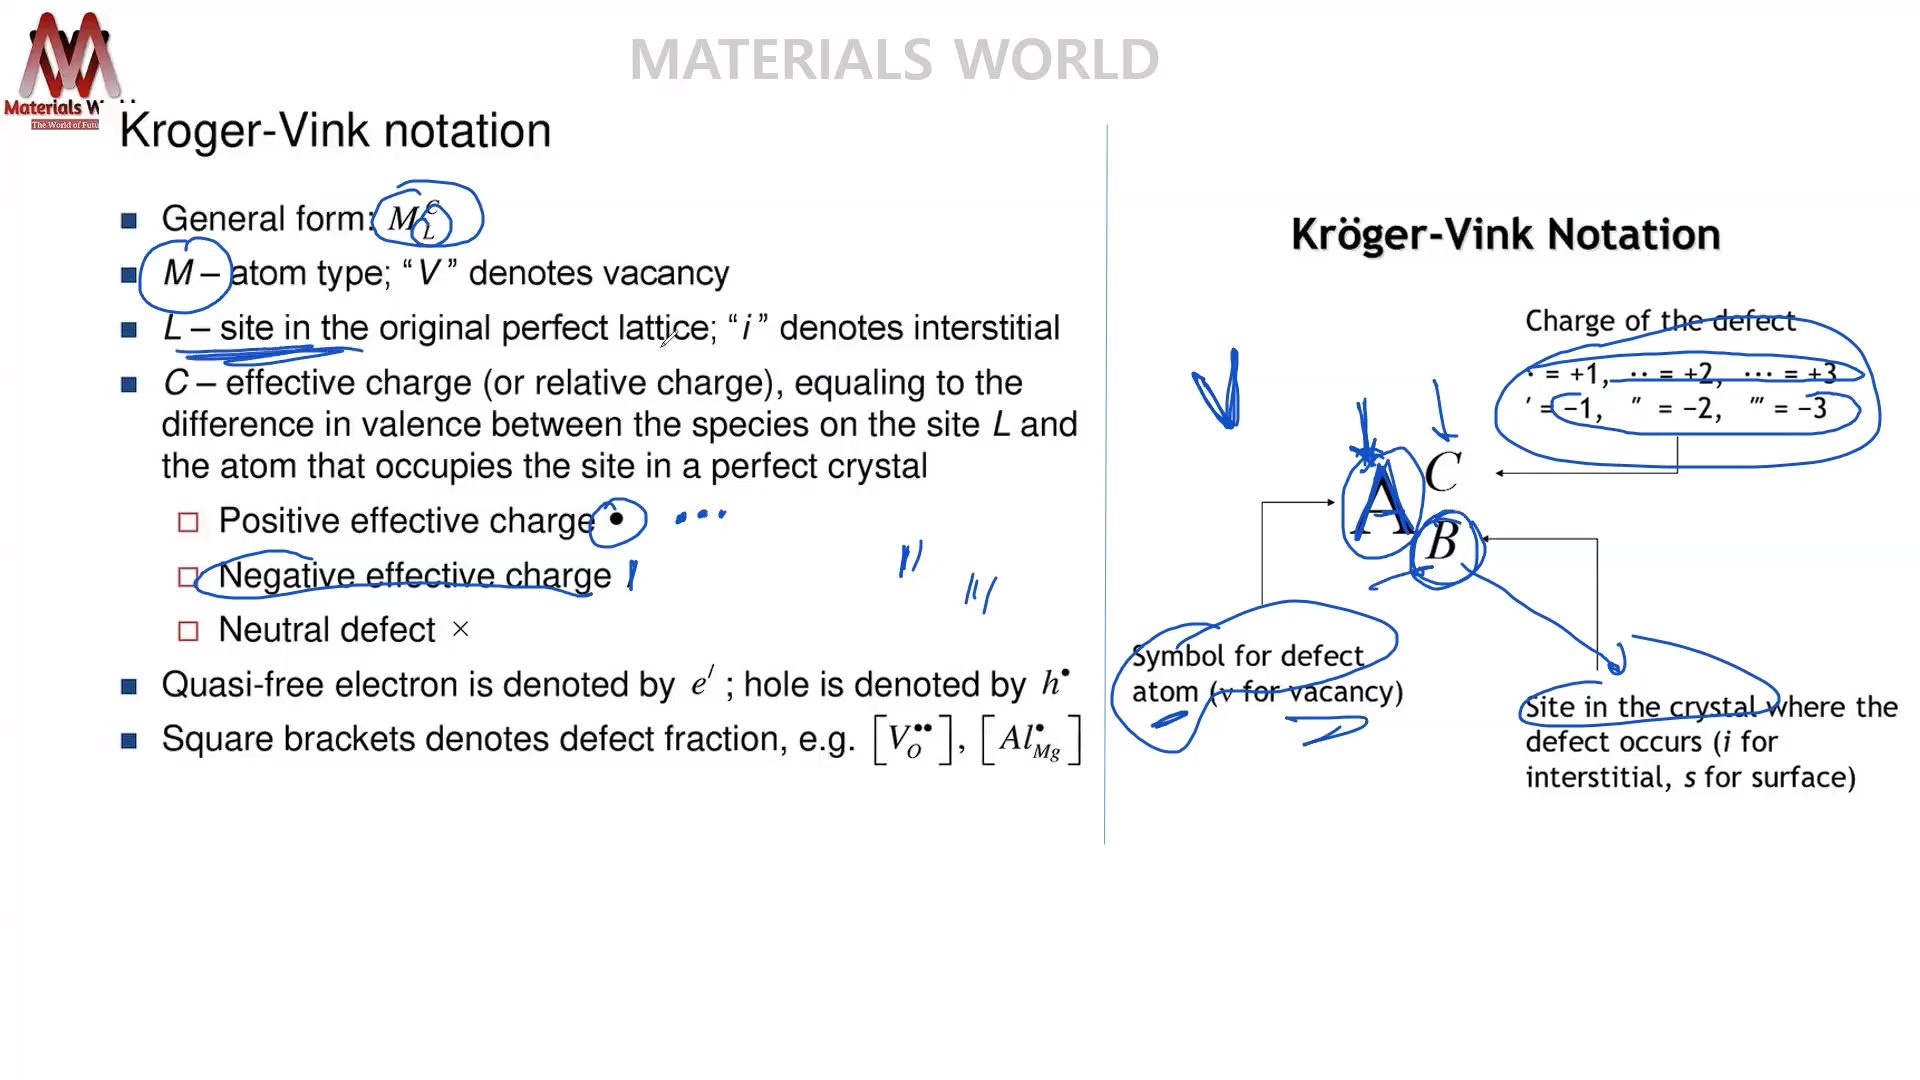 MATERIALS WORLD
Materials W
The World of Futu
Kroger-Vink notation
General form: M_L^C
M – atom type; “V” denotes vacancy
L – site in the original perfect lattice; “i” denotes interstitial
C – effective charge (or relative charge), equaling to the
difference in valence between the species on the site L and
the atom that occupies the site in a perfect crystal
Positive effective charge •
Negative effective charge /
Neutral defect ×
Quasi-free electron is denoted by e′ ; hole is denoted by h•
Square brackets denotes defect fraction, e.g. [V_O^••], [Al_Mg^•]
Kröger-Vink Notation
Charge of the defect
· = +1, ·· = +2, ··· = +3
′ = −1, ″ = −2, ‴ = −3
A
C
B
Symbol for defect
atom (v for vacancy)
Site in the crystal where the
defect occurs (i for
interstitial, s for surface)